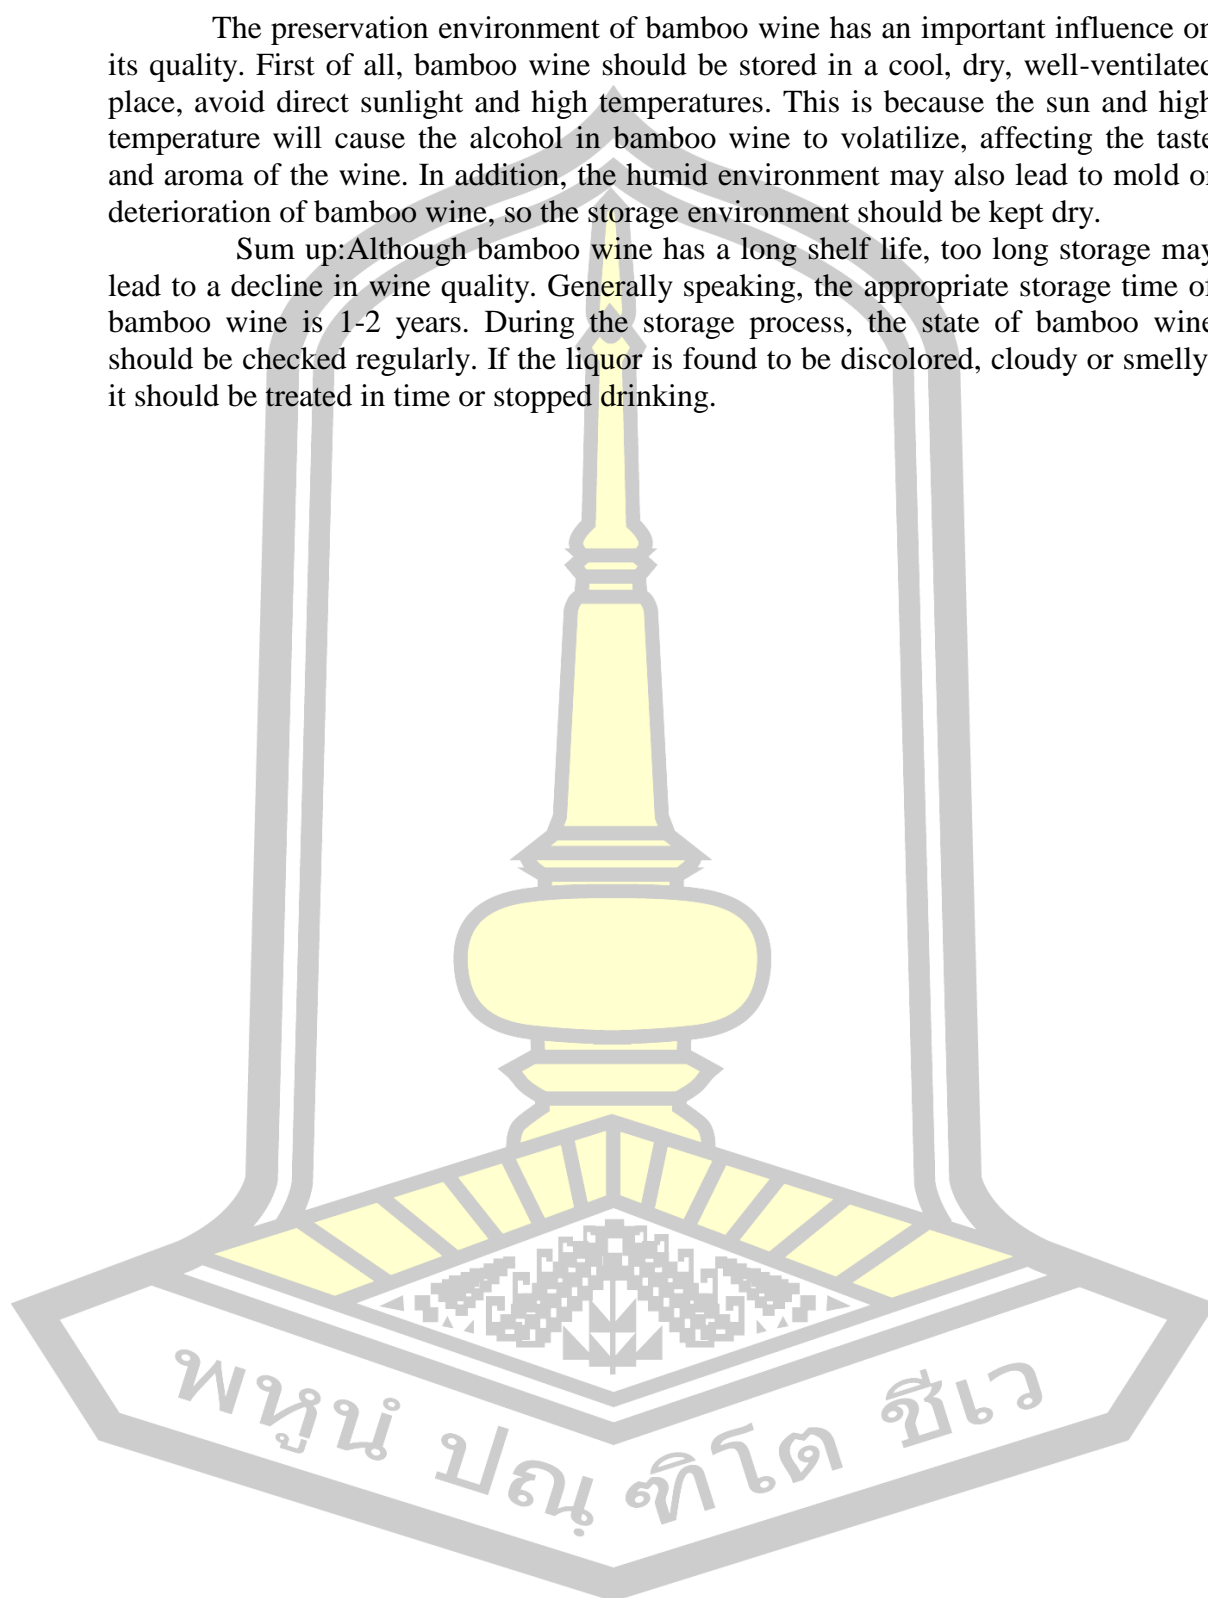 The preservation environment of bamboo wine has an important influence on
its quality. First of all, bamboo wine should be stored in a cool, dry, well-ventilated
place, avoid direct sunlight and high temperatures. This is because the sun and high
temperature will cause the alcohol in bamboo wine to volatilize, affecting the taste
and aroma of the wine. In addition, the humid environment may also lead to mold or
deterioration of bamboo wine, so the storage environment should be kept dry.
Sum up:Although bamboo wine has a long shelf life, too long storage may
lead to a decline in wine quality. Generally speaking, the appropriate storage time of
bamboo wine is 1-2 years. During the storage process, the state of bamboo wine
should be checked regularly. If the liquor is found to be discolored, cloudy or smelly
it should be treated in time or stopped drinking.
พหูนํ ปณฺฑิโต ชีเว